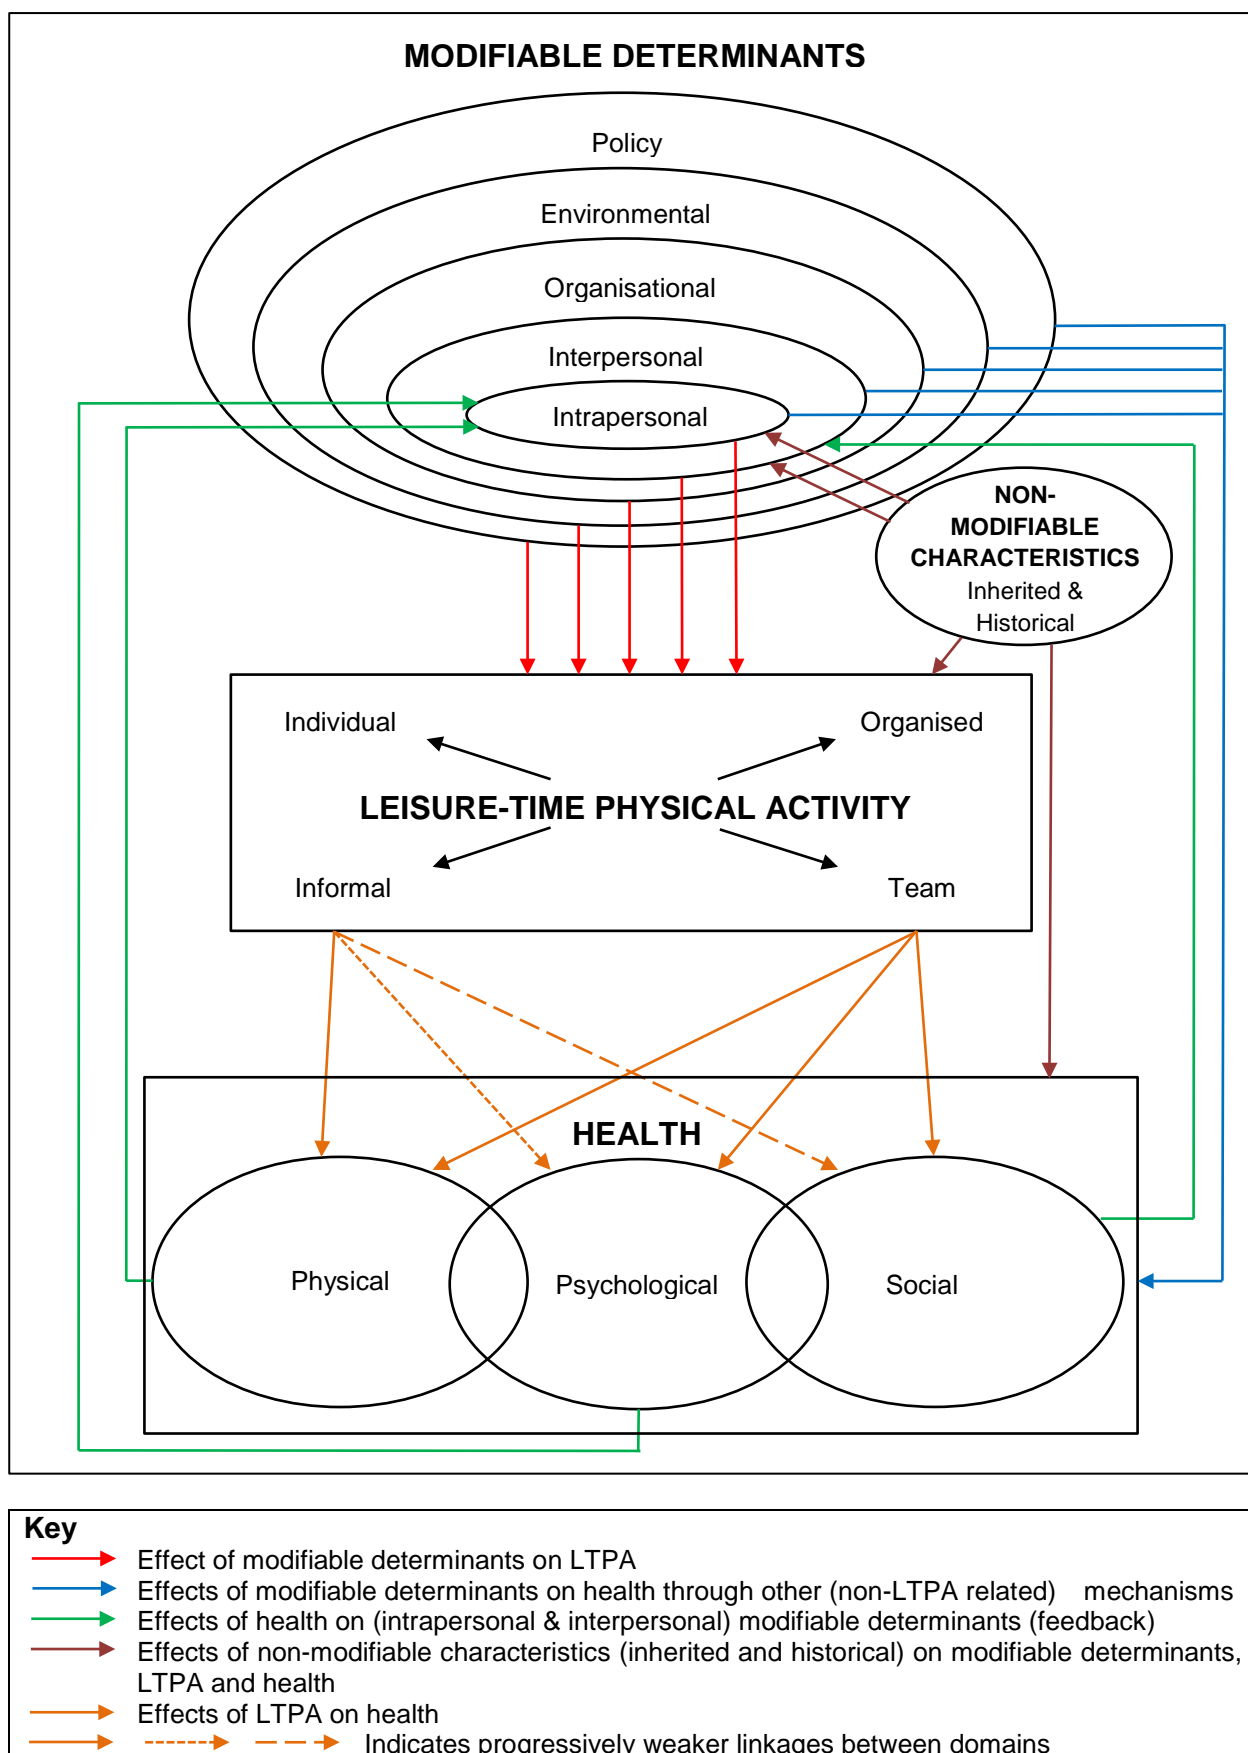 MODIFIABLE DETERMINANTS
Policy
Environmental
Organisational
Interpersonal
Intrapersonal
NON-
MODIFIABLE
CHARACTERISTICS
Inherited &
Historical
Individual
Organised
LEISURE-TIME PHYSICAL ACTIVITY
Informal
Team
HEALTH
Physical
Psychological
Social
Key
Effect of modifiable determinants on LTPA
Effects of modifiable determinants on health through other (non-LTPA related) mechanisms
Effects of health on (intrapersonal & interpersonal) modifiable determinants (feedback)
Effects of non-modifiable characteristics (inherited and historical) on modifiable determinants,
LTPA and health
Effects of LTPA on health
Indicates progressively weaker linkages between domains